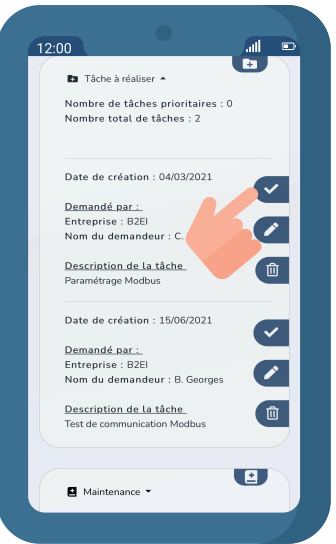 12:00
Tâche à réaliser
Nombre de tâches prioritaires : 0
Nombre total de tâches : 2
Date de création : 04/03/2021
Demandé par :
Entreprise : B2EI
Nom du demandeur : C.
Description de la tâche
Paramétrage Modbus
Date de création : 15/06/2021
Demandé par :
Entreprise : B2EI
Nom du demandeur : B. Georges
Description de la tâche
Test de communication Modbus
Maintenance